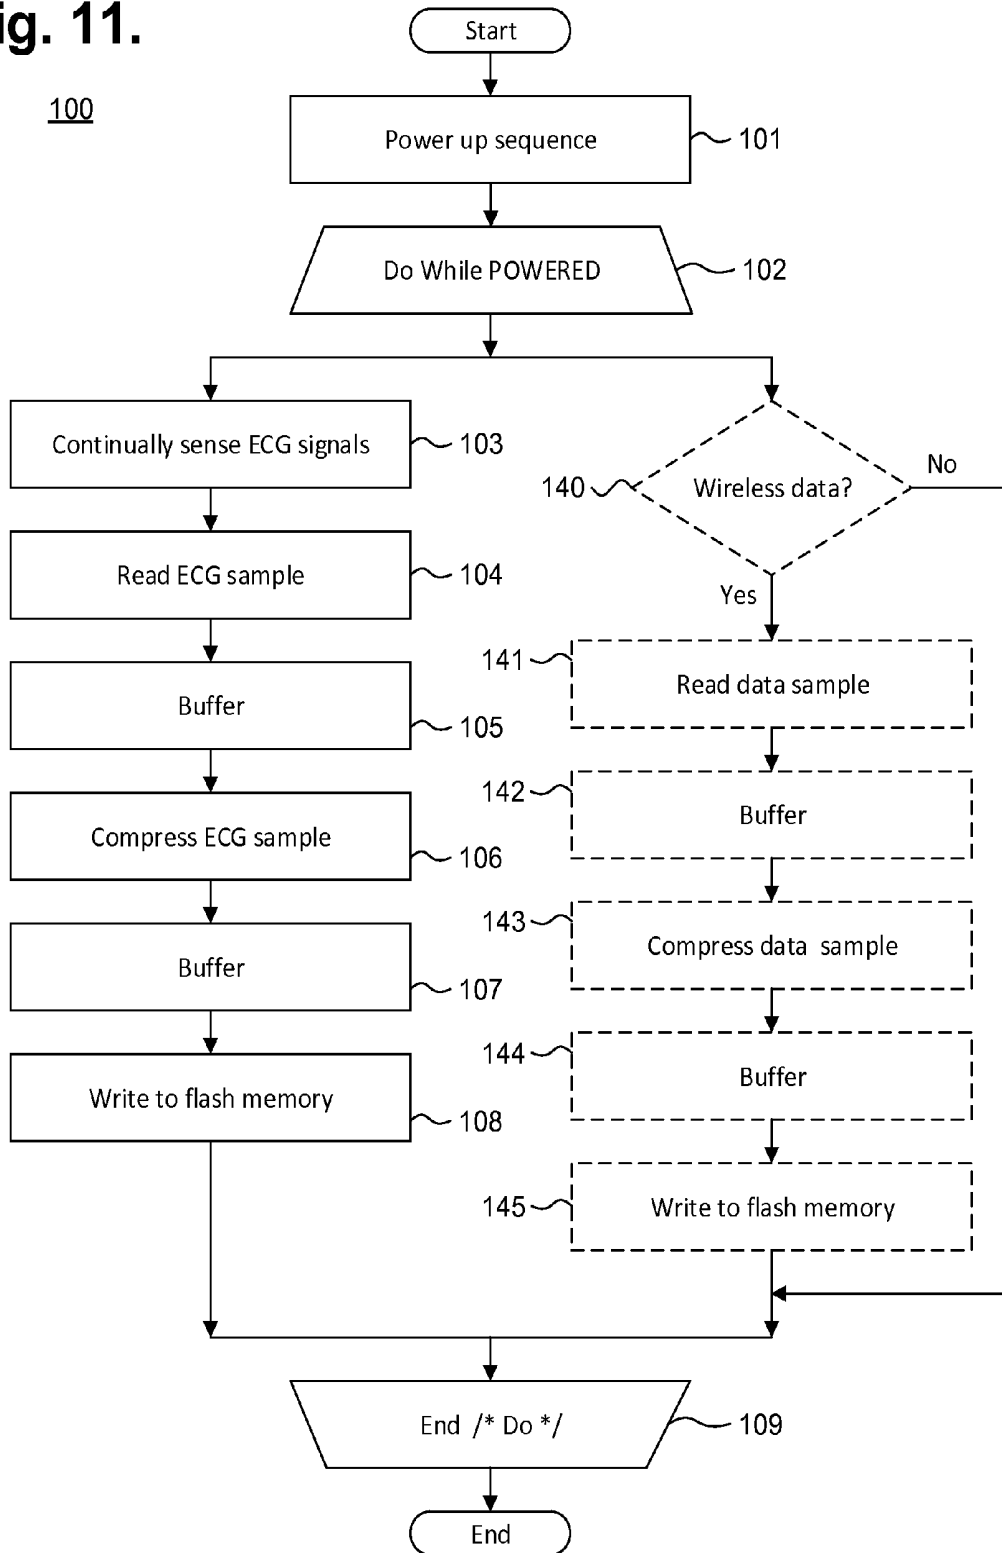 ig. 11.
Start
100
Power up sequence
101
Do While POWERED
102
Continually sense ECG signals
103
140
Wireless data?
No
Yes
Read ECG sample
104
141
Read data sample
Buffer
105
142
Buffer
Compress ECG sample
106
143
Compress data sample
Buffer
107
144
Buffer
Write to flash memory
108
145
Write to flash memory
End /* Do */
109
End